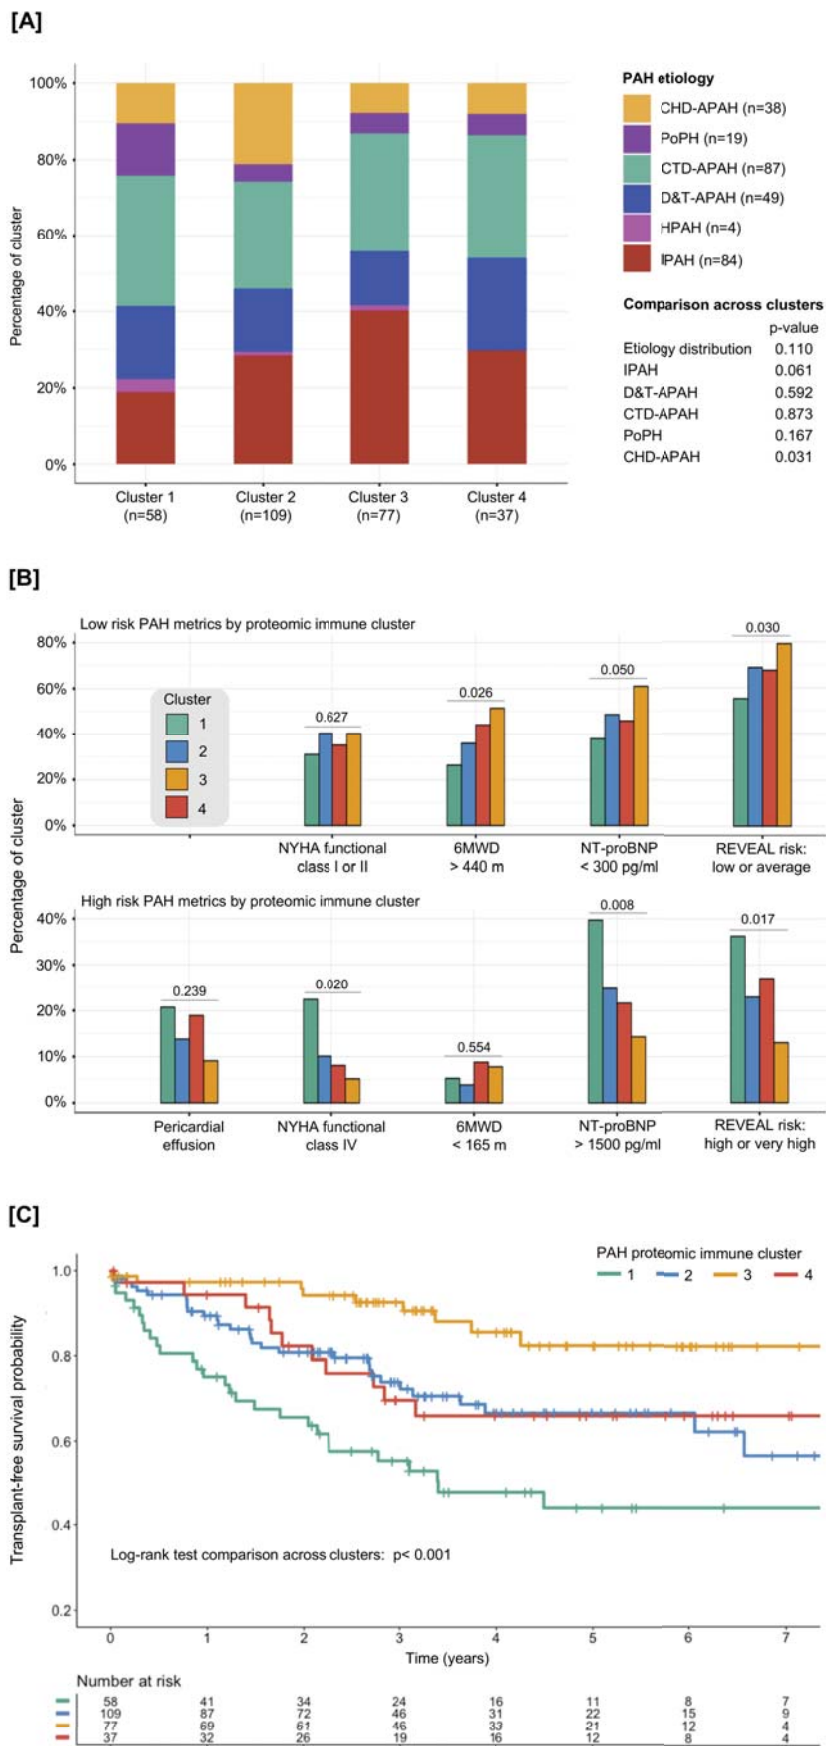 [A]
100%
80%
60%
40%
20%
0%
Percentage of cluster
Cluster 1
(n=58)
Cluster 2
(n=109)
Cluster 3
(n=77)
Cluster 4
(n=37)
PAH etiology
CHD-APAH (n=38)
PoPH (n=19)
CTD-APAH (n=87)
D&T-APAH (n=49)
HPAH (n=4)
IPAH (n=84)
Comparison across clusters
p-value
Etiology distribution 0.110
IPAH 0.061
D&T-APAH 0.592
CTD-APAH 0.873
PoPH 0.167
CHD-APAH 0.031
[B]
Percentage of cluster
Low risk PAH metrics by proteomic immune cluster
80%
60%
40%
20%
0%
Cluster
1
2
3
4
0.627
0.026
0.050
0.030
NYHA functional
class I or II
6MWD
> 440 m
NT-proBNP
< 300 pg/ml
REVEAL risk:
low or average
High risk PAH metrics by proteomic immune cluster
40%
30%
20%
10%
0%
0.239
0.020
0.554
0.008
0.017
Pericardial
effusion
NYHA functional
class IV
6MWD
< 165 m
NT-proBNP
> 1500 pg/ml
REVEAL risk:
high or very high
[C]
PAH proteomic immune cluster
1 2 3 4
Transplant-free survival probability
1.0
0.8
0.6
0.4
0.2
Log-rank test comparison across clusters: p< 0.001
0 1 2 3 4 5 6 7
Time (years)
Number at risk
58 41 34 24 16 11 8 7
109 87 72 46 31 22 15 9
77 69 61 46 33 21 12 4
37 32 26 19 16 12 8 4